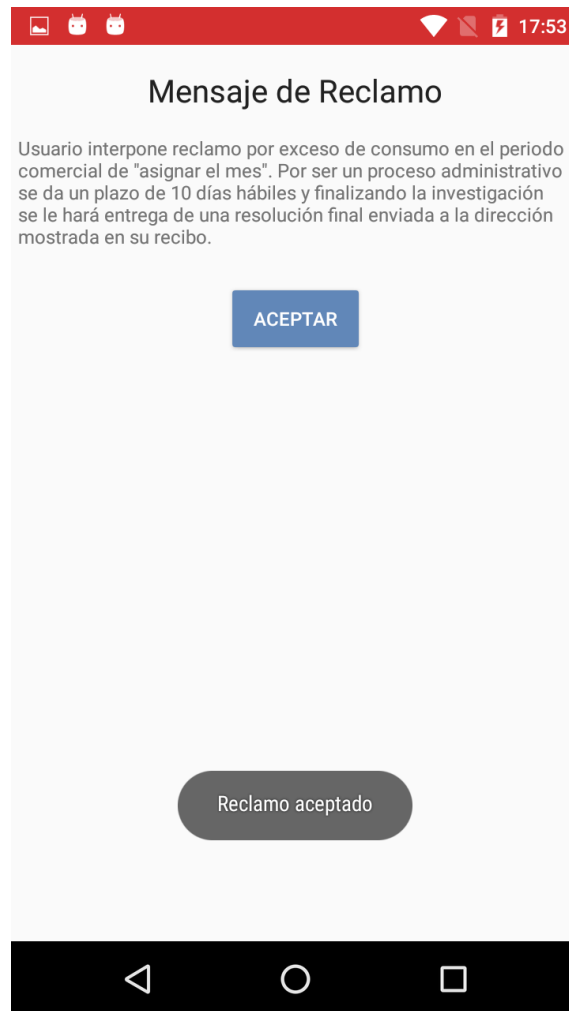 17:53
Mensaje de Reclamo
Usuario interpone reclamo por exceso de consumo en el periodo
comercial de "asignar el mes". Por ser un proceso administrativo
se da un plazo de 10 días hábiles y finalizando la investigación
se le hará entrega de una resolución final enviada a la dirección
mostrada en su recibo.
ACEPTAR
Reclamo aceptado